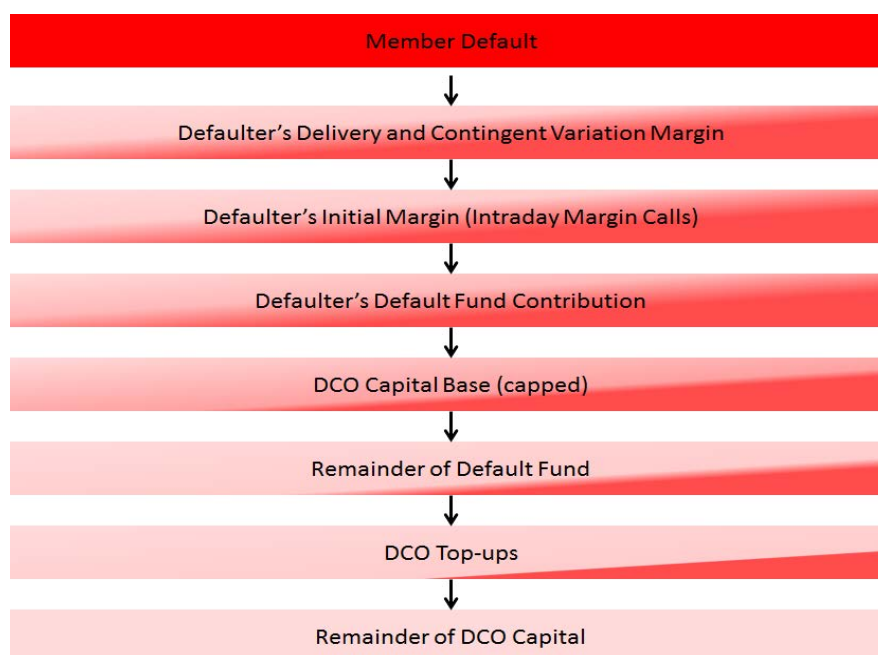 Member Default
Defaulter’s Delivery and Contingent Variation Margin
Defaulter’s Initial Margin (Intraday Margin Calls)
Defaulter’s Default Fund Contribution
DCO Capital Base (capped)
Remainder of Default Fund
DCO Top-ups
Remainder of DCO Capital